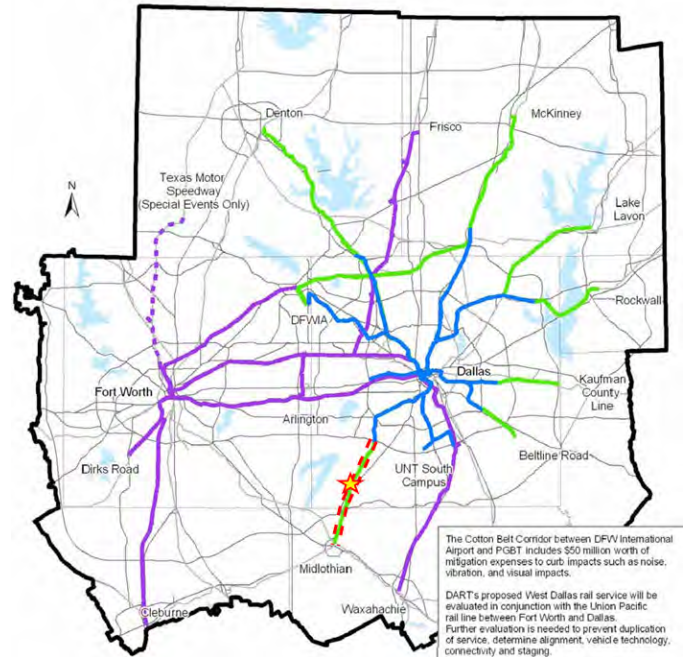 Denton
McKinney
Frisco
Texas Motor
Speedway
(Special Events Only)
N
Lake
Lavon
Rockwall
DFWIA
Dallas
Fort Worth
Kaufman
County
Line
Arlington
Dirks Road
UNT South
Campus
Beltline Road
Midlothian
Cleburne
Waxahachie
The Cotton Belt Corridor between DFW International
Airport and PGBT includes $50 million worth of
mitigation expenses to curb impacts such as noise,
vibration, and visual impacts.
DART's proposed West Dallas rail service will be
evaluated in conjunction with the Union Pacific
rail line between Fort Worth and Dallas.
Further evaluation is needed to prevent duplication
of service, determine alignment, vehicle technology,
connectivity and staging.